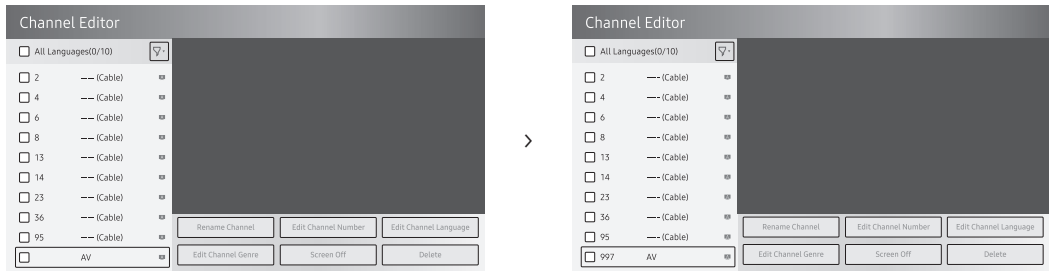 Channel Editor
All Languages(0/10)
2 –– (Cable)
4 –– (Cable)
6 –– (Cable)
8 –– (Cable)
13 –– (Cable)
14 –– (Cable)
23 –– (Cable)
36 –– (Cable)
95 –– (Cable)
AV
Rename Channel Edit Channel Number Edit Channel Language
Edit Channel Genre Screen Off Delete
>
Channel Editor
All Languages(0/10)
2 –- (Cable)
4 –- (Cable)
6 –- (Cable)
8 –- (Cable)
13 –- (Cable)
14 –- (Cable)
23 –- (Cable)
36 –- (Cable)
95 –- (Cable)
997 AV
Rename Channel Edit Channel Number Edit Channel Language
Edit Channel Genre Screen Off Delete